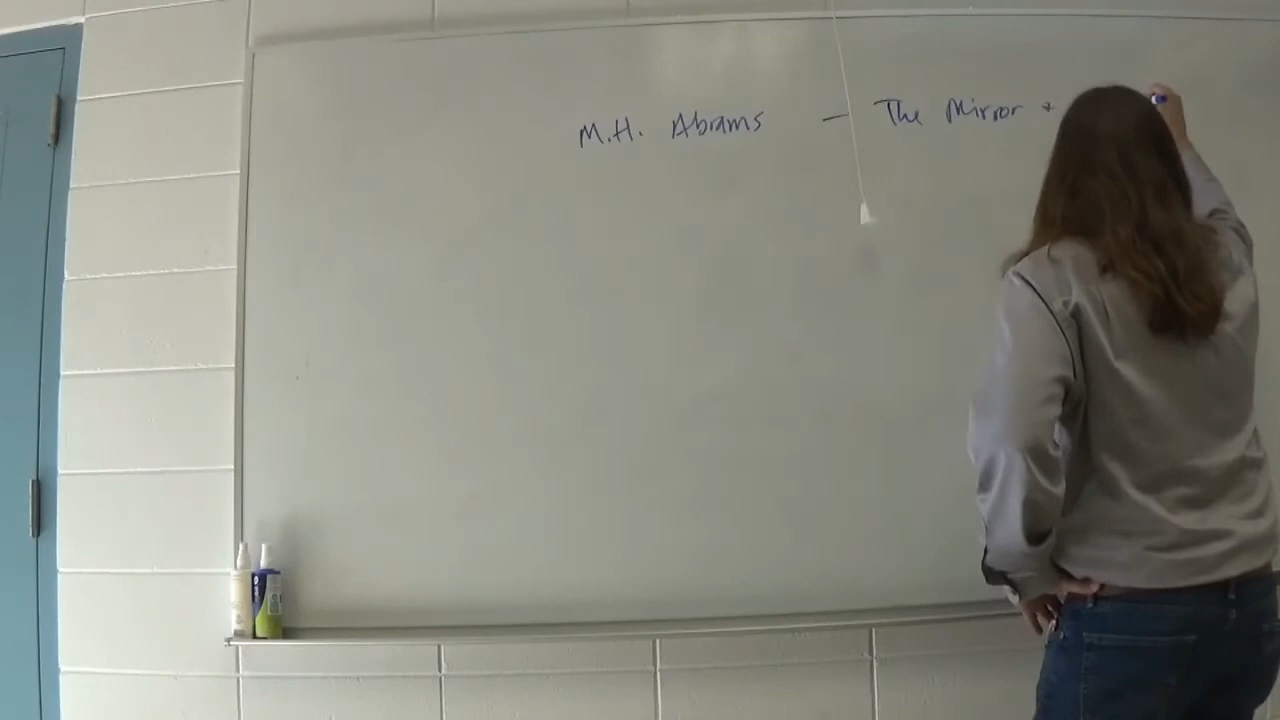 M.H. Abrams – The Mirror +